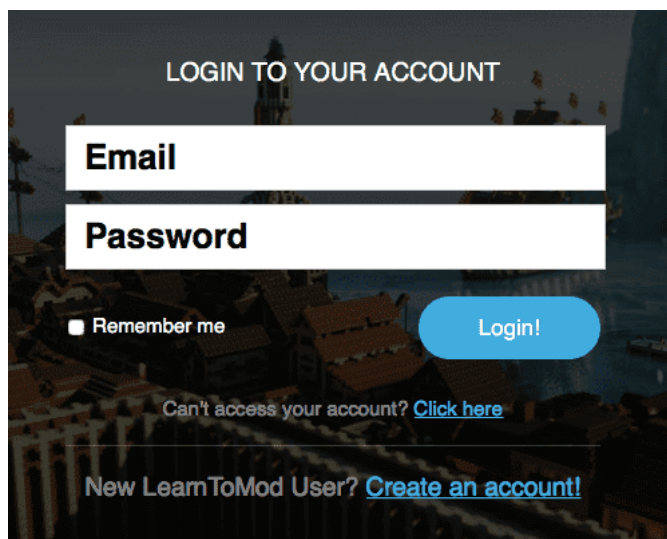 LOGIN TO YOUR ACCOUNT
Email
Password
Remember me
Login!
Can't access your account? Click here
New LearnToMod User? Create an account!